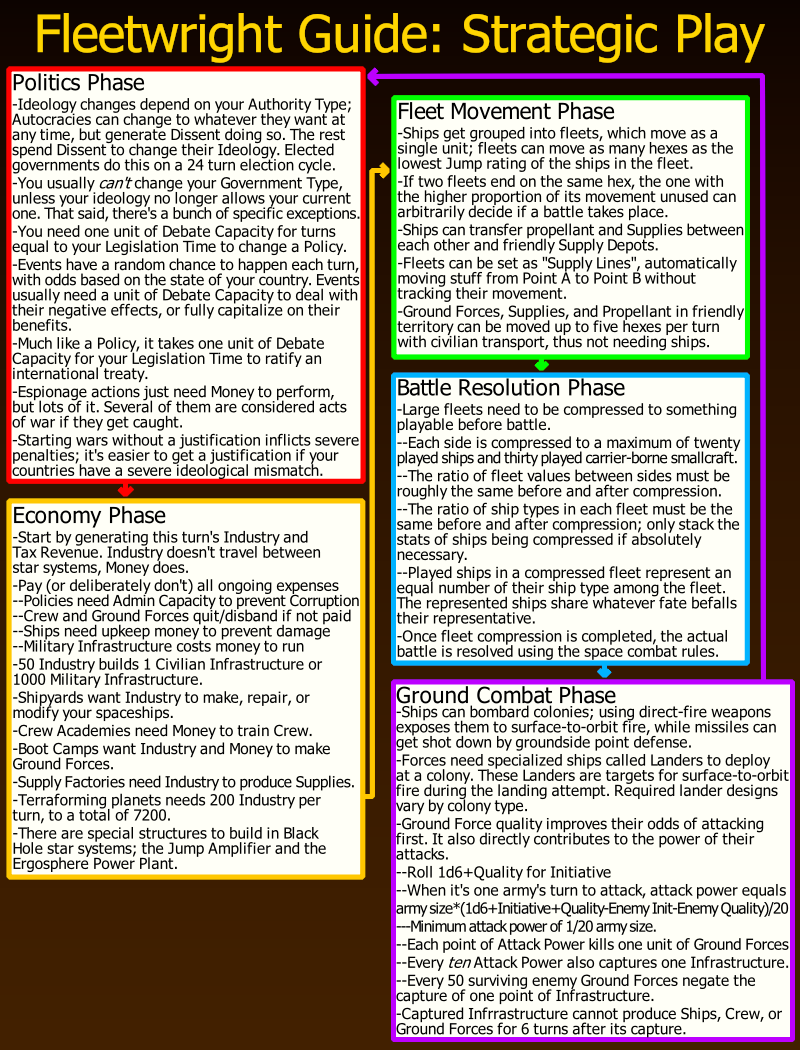 Fleetwright Guide: Strategic Play
Politics Phase
-Ideology changes depend on your Authority Type;
Autocracies can change to whatever they want at
any time, but generate Dissent doing so. The rest
spend Dissent to change their Ideology. Elected
governments do this on a 24 turn election cycle.
-You usually can't change your Government Type,
unless your ideology no longer allows your current
one. That said, there's a bunch of specific exceptions.
-You need one unit of Debate Capacity for turns
equal to your Legislation Time to change a Policy.
-Events have a random chance to happen each turn,
with odds based on the state of your country. Events
usually need a unit of Debate Capacity to deal with
their negative effects, or fully capitalize on their
benefits.
-Much like a Policy, it takes one unit of Debate
Capacity for your Legislation Time to ratify an
international treaty.
-Espionage actions just need Money to perform,
but lots of it. Several of them are considered acts
of war if they get caught.
-Starting wars without a justification inflicts severe
penalties; it's easier to get a justification if your
countries have a severe ideological mismatch.
Economy Phase
-Start by generating this turn's Industry and
Tax Revenue. Industry doesn't travel between
star systems, Money does.
-Pay (or deliberately don't) all ongoing expenses
--Policies need Admin Capacity to prevent Corruption
--Crew and Ground Forces quit/disband if not paid
--Ships need upkeep money to prevent damage
--Military Infrastructure costs money to run
-50 Industry builds 1 Civilian Infrastructure or
1000 Military Infrastructure.
-Shipyards want Industry to make, repair, or
modify your spaceships.
-Crew Academies need Money to train Crew.
-Boot Camps want Industry and Money to make
Ground Forces.
-Supply Factories need Industry to produce Supplies.
-Terraforming planets needs 200 Industry per
turn, to a total of 7200.
-There are special structures to build in Black
Hole star systems; the Jump Amplifier and the
Ergosphere Power Plant.
Fleet Movement Phase
-Ships get grouped into fleets, which move as a
single unit; fleets can move as many hexes as the
lowest Jump rating of the ships in the fleet.
-If two fleets end on the same hex, the one with
the higher proportion of its movement unused can
arbitrarily decide if a battle takes place.
-Ships can transfer propellant and Supplies between
each other and friendly Supply Depots.
-Fleets can be set as "Supply Lines", automatically
moving stuff from Point A to Point B without
tracking their movement.
-Ground Forces, Supplies, and Propellant in friendly
territory can be moved up to five hexes per turn
with civilian transport, thus not needing ships.
Battle Resolution Phase
-Large fleets need to be compressed to something
playable before battle.
--Each side is compressed to a maximum of twenty
played ships and thirty played carrier-borne smallcraft.
--The ratio of fleet values between sides must be
roughly the same before and after compression.
--The ratio of ship types in each fleet must be the
same before and after compression; only stack the
stats of ships being compressed if absolutely
necessary.
--Played ships in a compressed fleet represent an
equal number of their ship type among the fleet.
The represented ships share whatever fate befalls
their representative.
-Once fleet compression is completed, the actual
battle is resolved using the space combat rules.
Ground Combat Phase
-Ships can bombard colonies; using direct-fire weapons
exposes them to surface-to-orbit fire, while missiles can
get shot down by groundside point defense.
-Forces need specialized ships called Landers to deploy
at a colony. These Landers are targets for surface-to-orbit
fire during the landing attempt. Required lander designs
vary by colony type.
-Ground Force quality improves their odds of attacking
first. It also directly contributes to the power of their
attacks.
--Roll 1d6+Quality for Initiative
--When it's one army's turn to attack, attack power equals
army size*(1d6+Initiative+Quality-Enemy Init-Enemy Quality)/20
---Minimum attack power of 1/20 army size.
--Each point of Attack Power kills one unit of Ground Forces
--Every ten Attack Power also captures one Infrastructure.
--Every 50 surviving enemy Ground Forces negate the
capture of one point of Infrastructure.
-Captured Infrrastructure cannot produce Ships, Crew, or
Ground Forces for 6 turns after its capture.